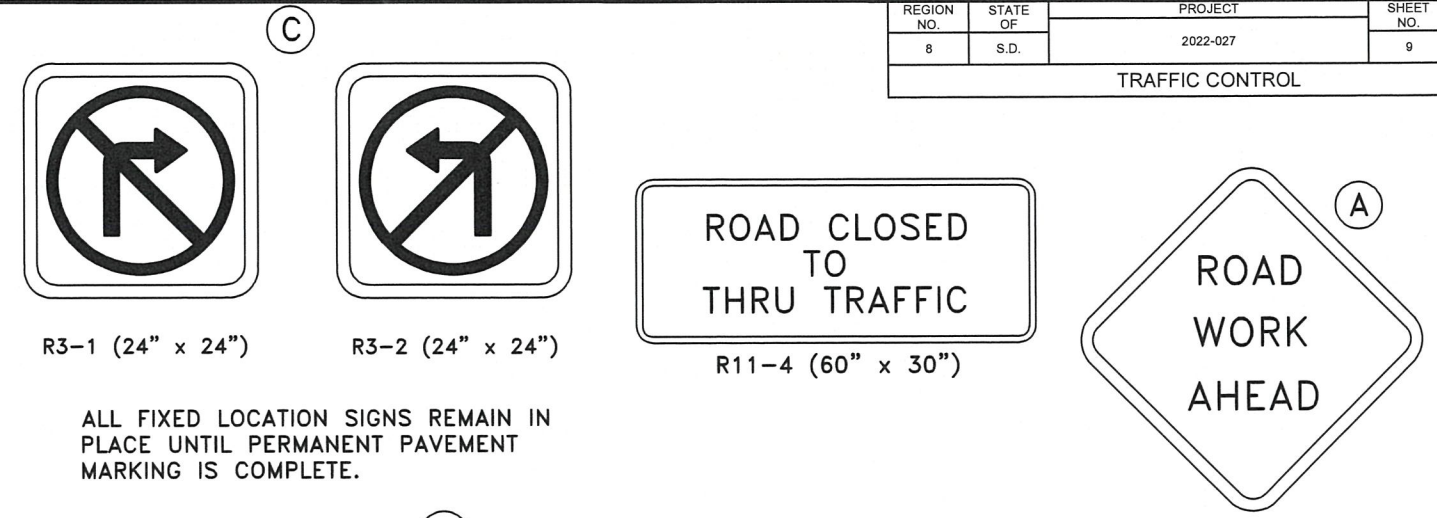 REGION NO.
STATE OF
PROJECT
SHEET NO.
8
S.D.
2022-027
9
TRAFFIC CONTROL
C
R3-1 (24" x 24")
R3-2 (24" x 24")
ROAD CLOSED
TO
THRU TRAFFIC
R11-4 (60" x 30")
A
ROAD
WORK
AHEAD
ALL FIXED LOCATION SIGNS REMAIN IN
PLACE UNTIL PERMANENT PAVEMENT
MARKING IS COMPLETE.